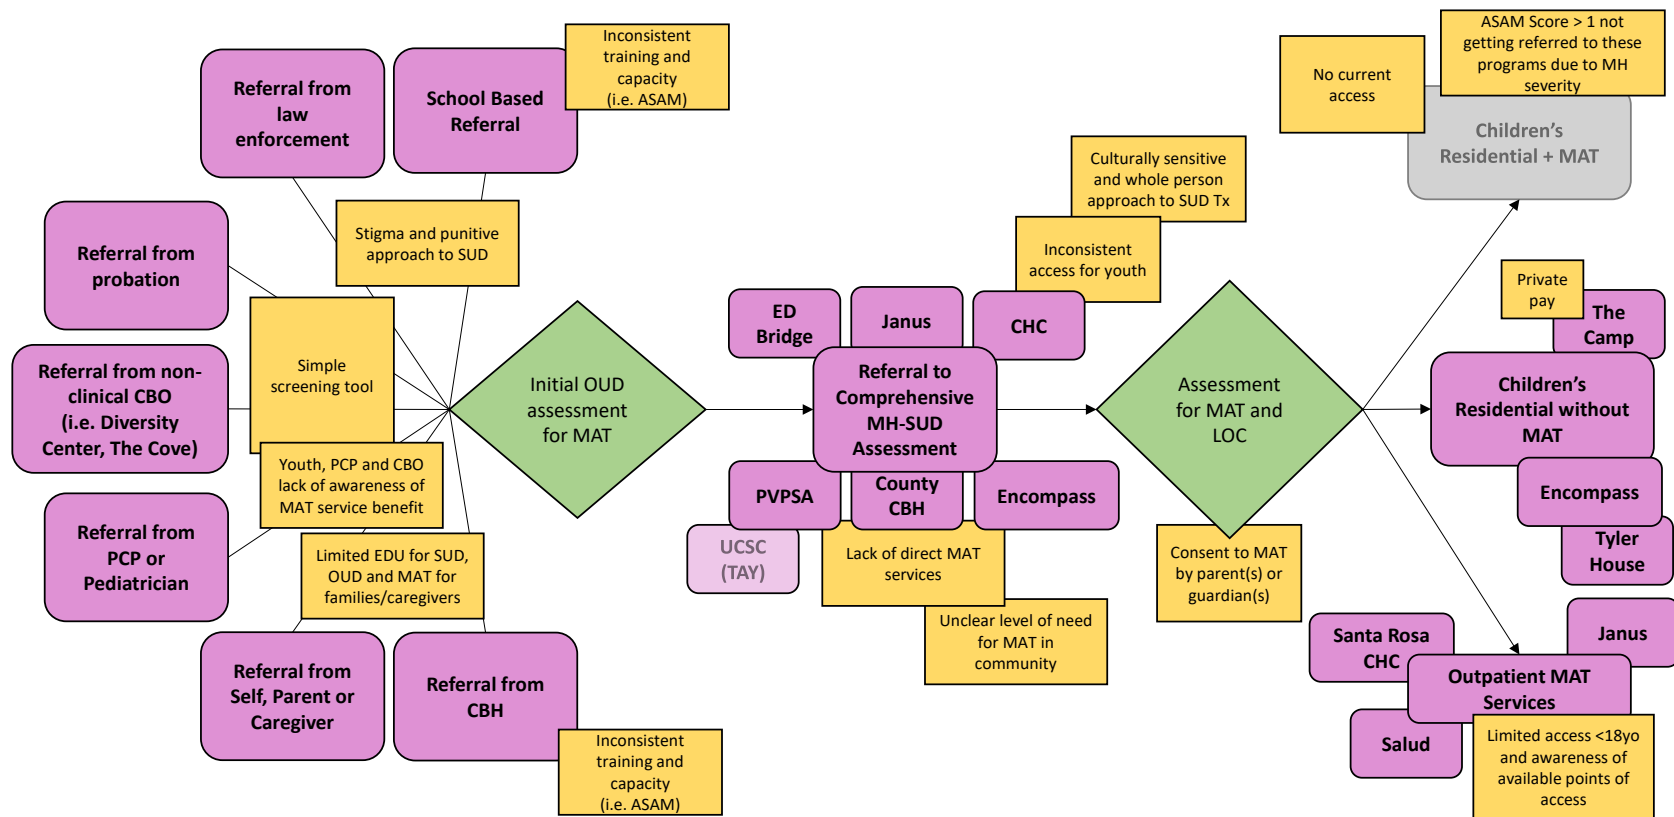 Referral from
law
enforcement
School Based
Referral
Inconsistent
training and
capacity
(i.e. ASAM)
Stigma and punitive
approach to SUD
Referral from
probation
Simple
screening tool
Referral from non-
clinical CBO
(i.e. Diversity
Center, The Cove)
Youth, PCP and CBO
lack of awareness of
MAT service benefit
Referral from
PCP or
Pediatrician
Limited EDU for SUD,
OUD and MAT for
families/caregivers
Referral from
Self, Parent or
Caregiver
Referral from
CBH
Inconsistent
training and
capacity
(i.e. ASAM)
Initial OUD
assessment
for MAT
ED
Bridge
Janus
CHC
Culturally sensitive
and whole person
approach to SUD Tx
Inconsistent
access for youth
Referral to
Comprehensive
MH-SUD
Assessment
PVPSA
County
CBH
Encompass
UCSC
(TAY)
Lack of direct MAT
services
Unclear level of need
for MAT in
community
Assessment
for MAT and
LOC
Consent to MAT
by parent(s) or
guardian(s)
No current
access
ASAM Score > 1 not
getting referred to these
programs due to MH
severity
Children's
Residential + MAT
Private
pay
The
Camp
Children's
Residential without
MAT
Encompass
Tyler
House
Santa Rosa
CHC
Janus
Outpatient MAT
Services
Salud
Limited access <18yo
and awareness of
available points of
access